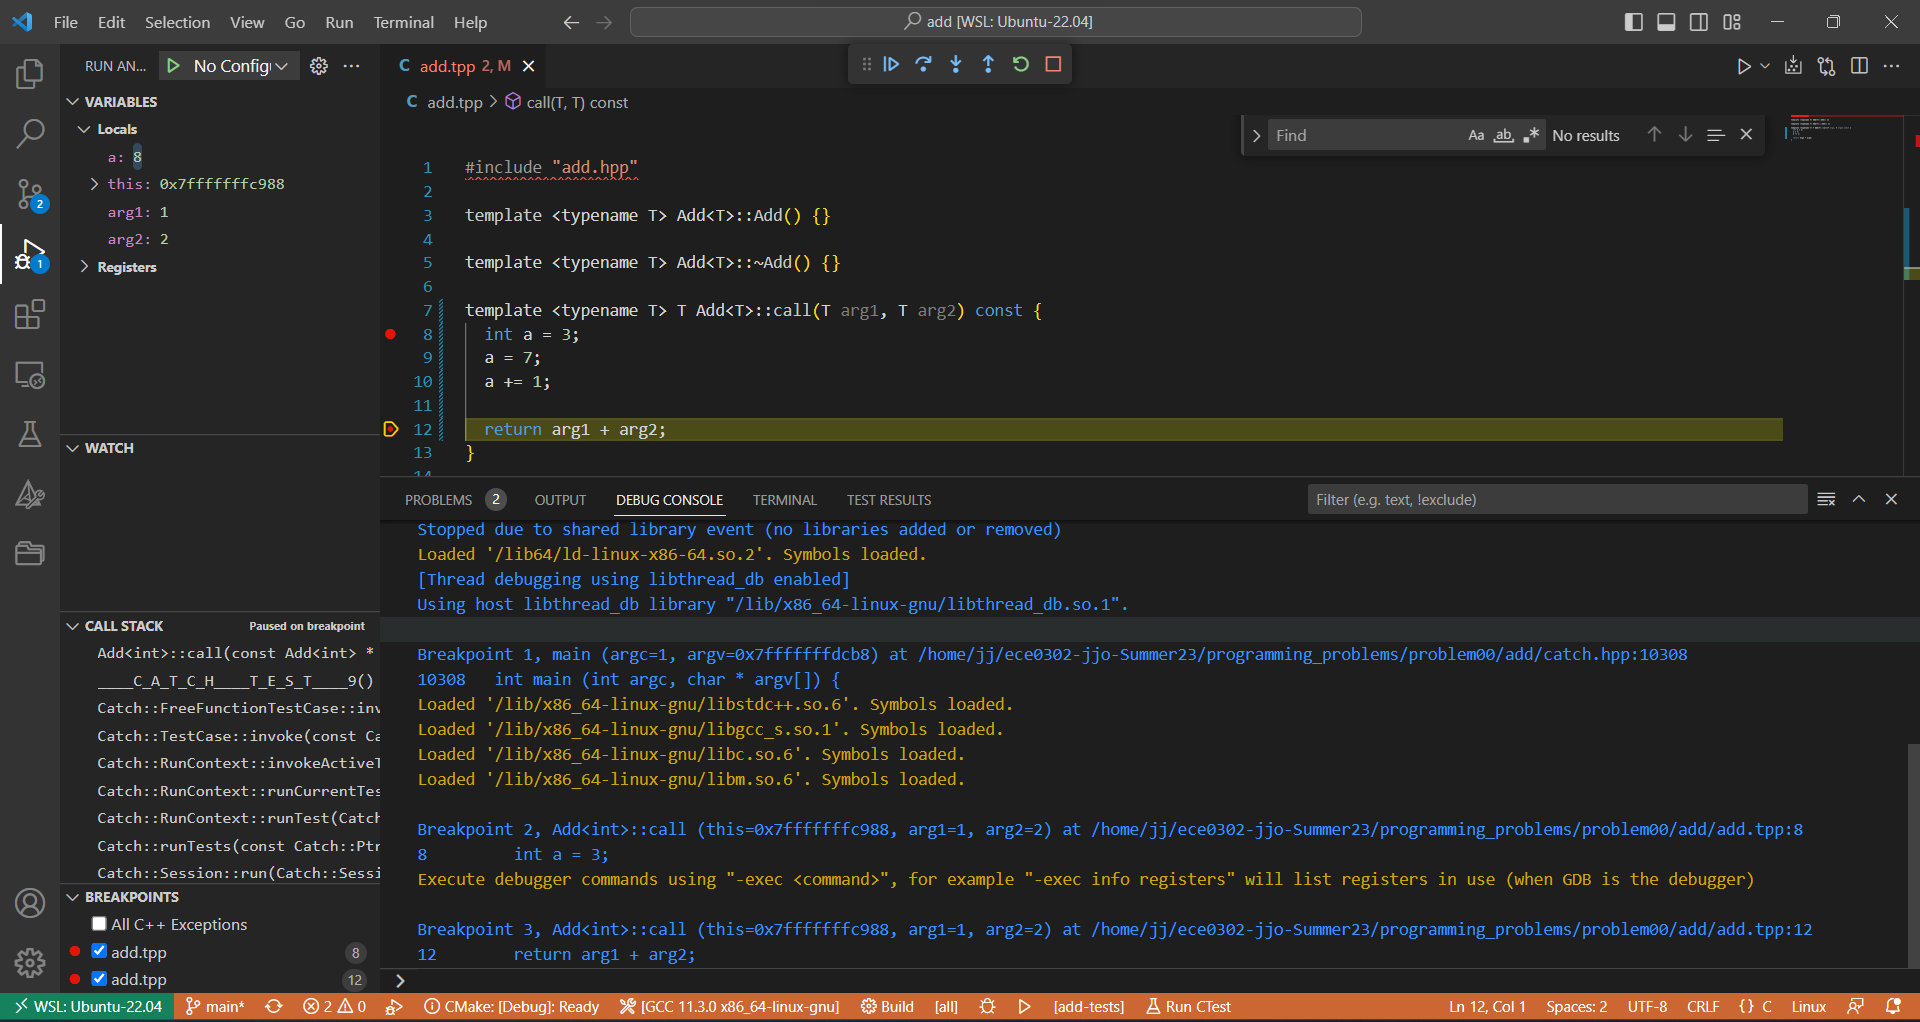 File Edit Selection View Go Run Terminal Help
add [WSL: Ubuntu-22.04]
RUN AN... No Config
VARIABLES
Locals
a: 8
this: 0x7fffffffc988
arg1: 1
arg2: 2
Registers
WATCH
CALL STACK Paused on breakpoint
Add<int>::call(const Add<int> *
____C_A_T_C_H____T_E_S_T____9()
Catch::FreeFunctionTestCase::inv
Catch::TestCase::invoke(const Ca
Catch::RunContext::invokeActiveT
Catch::RunContext::runCurrentTes
Catch::RunContext::runTest(Catch
Catch::runTests(const Catch::Ptr
Catch::Session::run(Catch::Sessi
BREAKPOINTS
All C++ Exceptions
add.tpp 8
add.tpp 12
2
1
C add.tpp 2, M
C add.tpp > call(T, T) const
Find Aa ab No results
1 #include "add.hpp"
2
3 template <typename T> Add<T>::Add() {}
4
5 template <typename T> Add<T>::~Add() {}
6
7 template <typename T> T Add<T>::call(T arg1, T arg2) const {
8 int a = 3;
9 a = 7;
10 a += 1;
11
12 return arg1 + arg2;
13 }
14
PROBLEMS 2 OUTPUT DEBUG CONSOLE TERMINAL TEST RESULTS Filter (e.g. text, !exclude)
Stopped due to shared library event (no libraries added or removed)
Loaded '/lib64/ld-linux-x86-64.so.2'. Symbols loaded.
[Thread debugging using libthread_db enabled]
Using host libthread_db library "/lib/x86_64-linux-gnu/libthread_db.so.1".
Breakpoint 1, main (argc=1, argv=0x7fffffffdcb8) at /home/jj/ece0302-jjo-Summer23/programming_problems/problem00/add/catch.hpp:10308
10308 int main (int argc, char * argv[]) {
Loaded '/lib/x86_64-linux-gnu/libstdc++.so.6'. Symbols loaded.
Loaded '/lib/x86_64-linux-gnu/libgcc_s.so.1'. Symbols loaded.
Loaded '/lib/x86_64-linux-gnu/libc.so.6'. Symbols loaded.
Loaded '/lib/x86_64-linux-gnu/libm.so.6'. Symbols loaded.
Breakpoint 2, Add<int>::call (this=0x7fffffffc988, arg1=1, arg2=2) at /home/jj/ece0302-jjo-Summer23/programming_problems/problem00/add/add.tpp:8
8 int a = 3;
Execute debugger commands using "-exec <command>", for example "-exec info registers" will list registers in use (when GDB is the debugger)
Breakpoint 3, Add<int>::call (this=0x7fffffffc988, arg1=1, arg2=2) at /home/jj/ece0302-jjo-Summer23/programming_problems/problem00/add/add.tpp:12
12 return arg1 + arg2;
WSL: Ubuntu-22.04 main* 2 0 CMake: [Debug]: Ready [GCC 11.3.0 x86_64-linux-gnu] Build [all] [add-tests] Run CTest Ln 12, Col 1 Spaces: 2 UTF-8 CRLF {} C Linux